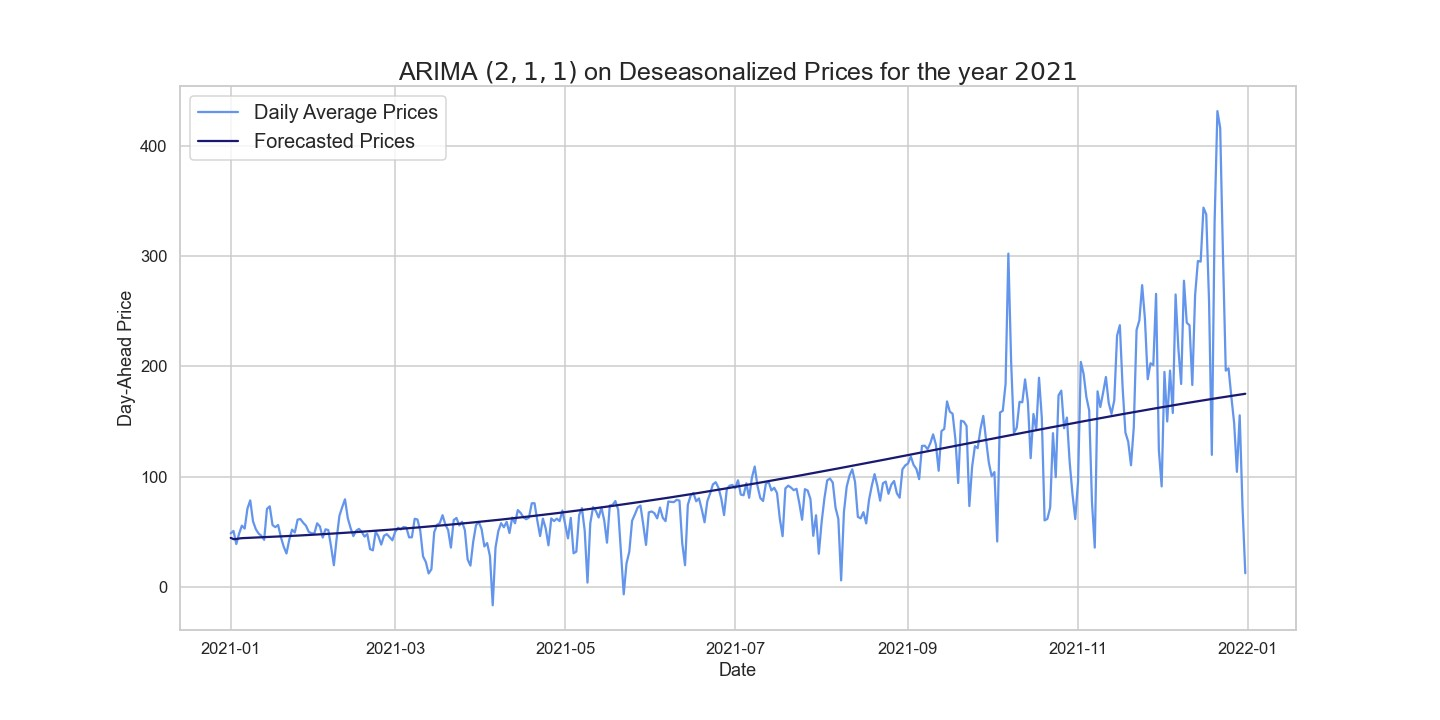 ARIMA (2, 1, 1) on Deseasonalized Prices for the year 2021
Daily Average Prices
Forecasted Prices
400
300
200
100
0
Day-Ahead Price
2021-01 2021-03 2021-05 2021-07 2021-09 2021-11 2022-01
Date